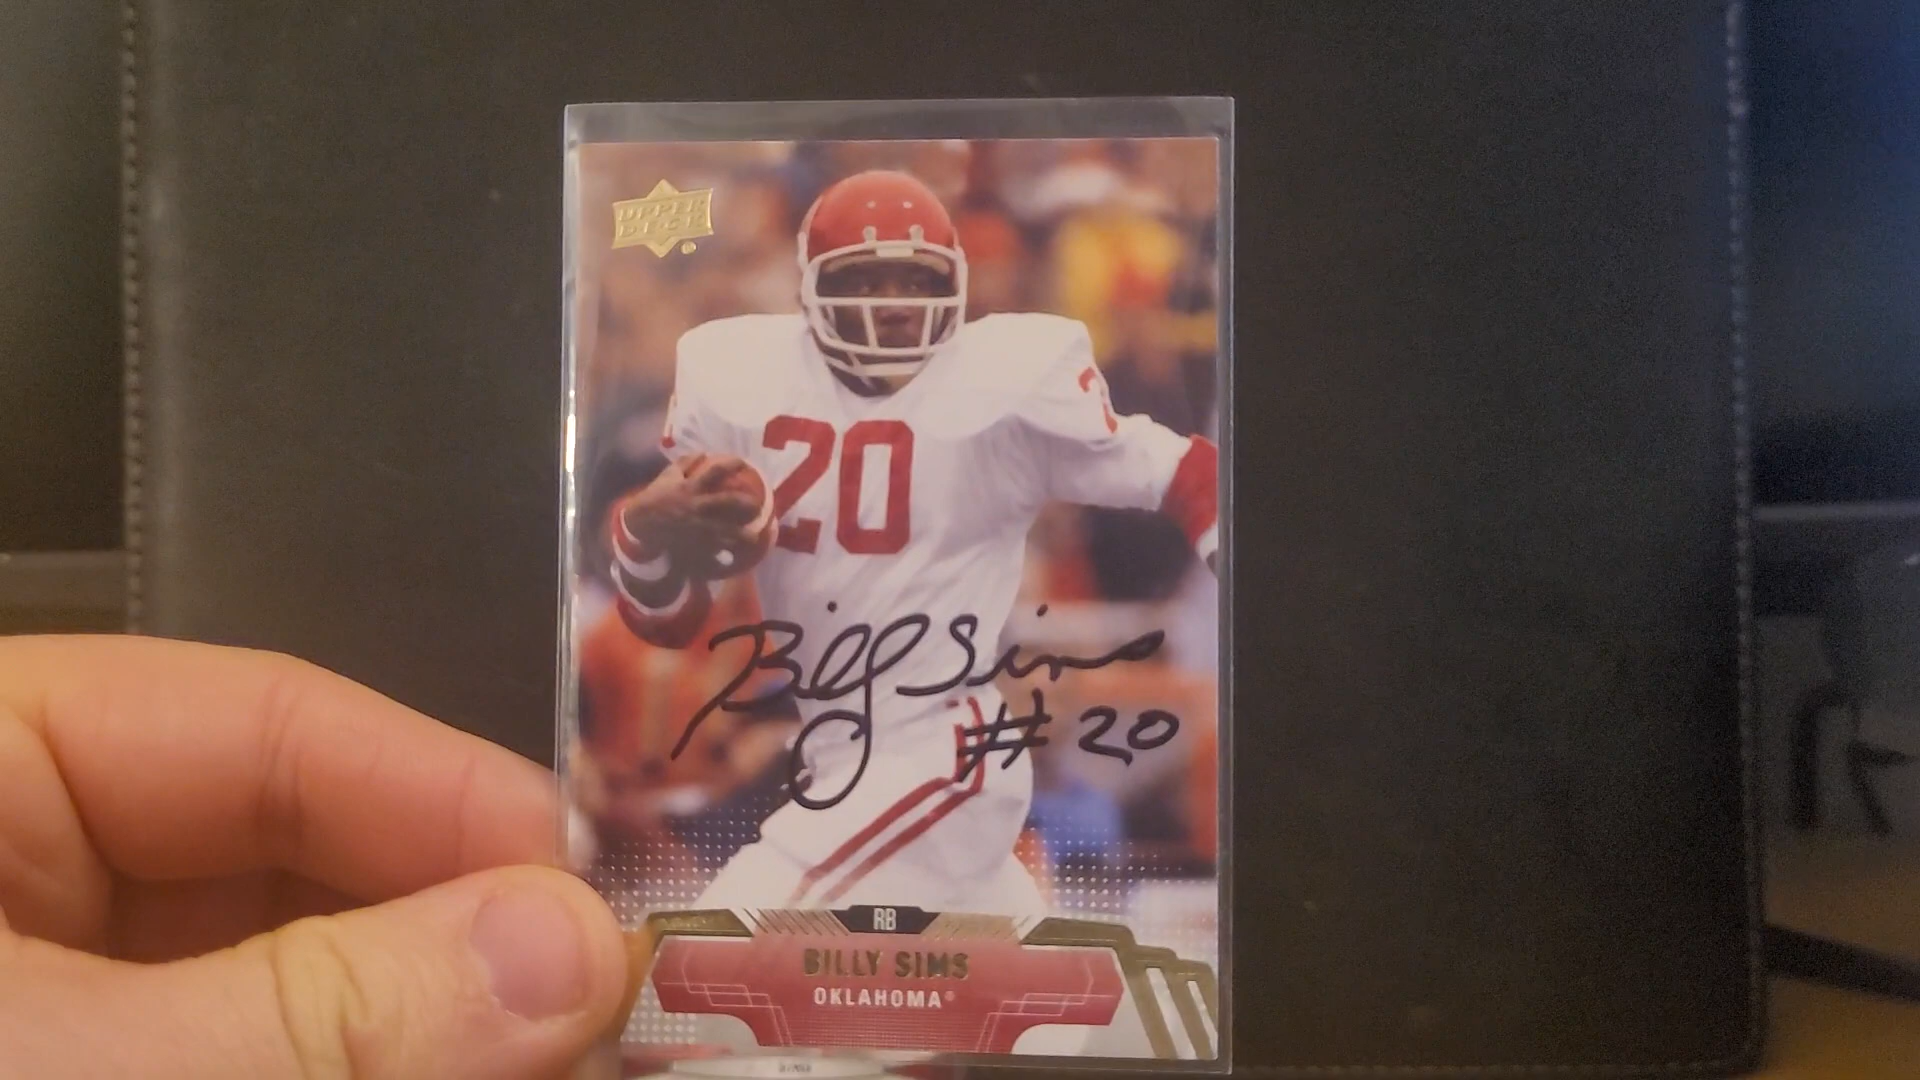 UPPER
DECK
20
Billy Sims
#20
RB
BILLY SIMS
OKLAHOMA®